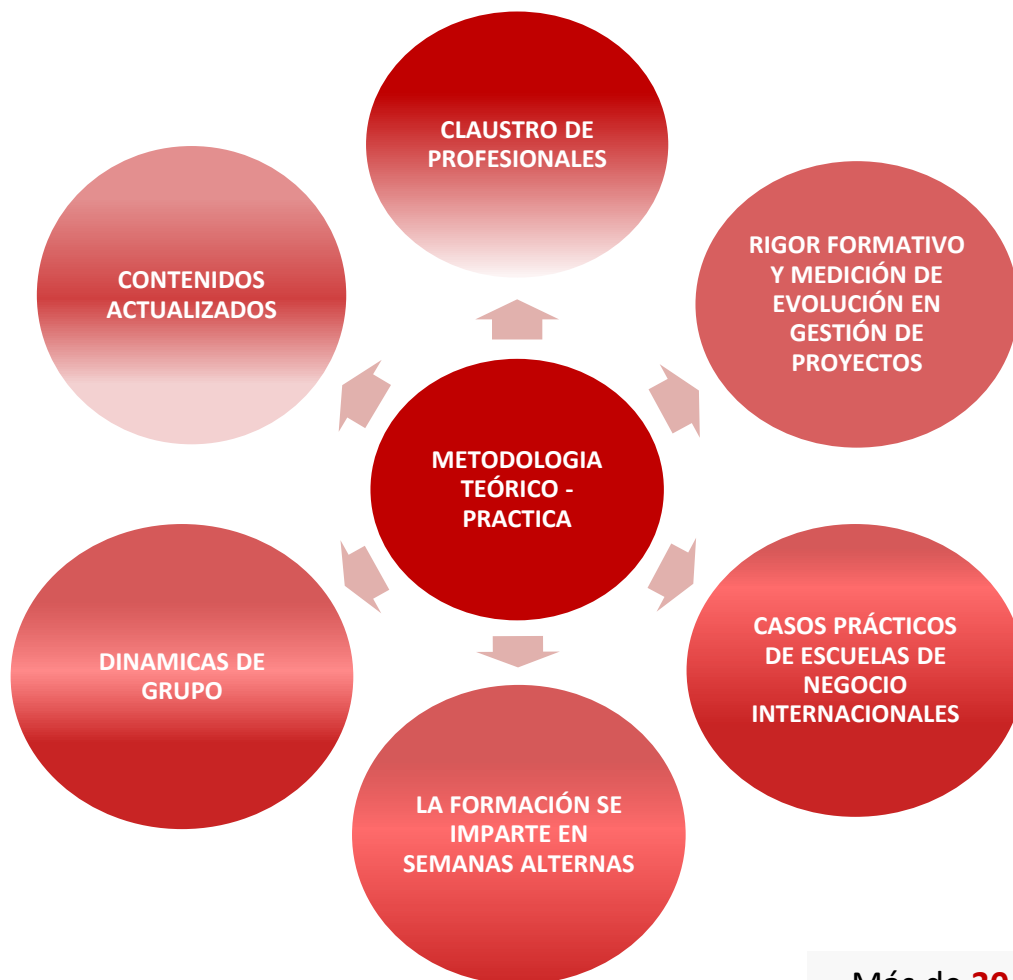 CLAUSTRO DE
PROFESIONALES
RIGOR FORMATIVO
Y MEDICIÓN DE
EVOLUCIÓN EN
GESTIÓN DE
PROYECTOS
CONTENIDOS
ACTUALIZADOS
METODOLOGIA
TEÓRICO -
PRACTICA
CASOS PRÁCTICOS
DE ESCUELAS DE
NEGOCIO
INTERNACIONALES
DINAMICAS DE
GRUPO
LA FORMACIÓN SE
IMPARTE EN
SEMANAS ALTERNAS
Más de